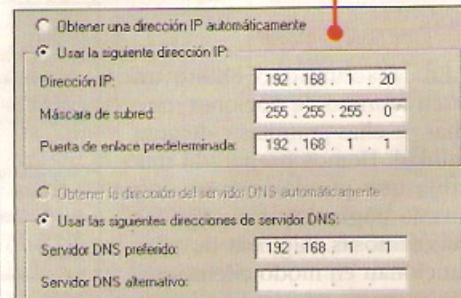 Obtener una dirección IP automáticamente
Usar la siguiente dirección IP:
Dirección IP: 192 . 168 . 1 . 20
Máscara de subred: 255 . 255 . 255 . 0
Puerta de enlace predeterminada: 192 . 168 . 1 . 1
Obtener la dirección del servidor DNS automáticamente
Usar las siguientes direcciones de servidor DNS:
Servidor DNS preferido: 192 . 168 . 1 . 1
Servidor DNS alternativo: . . .